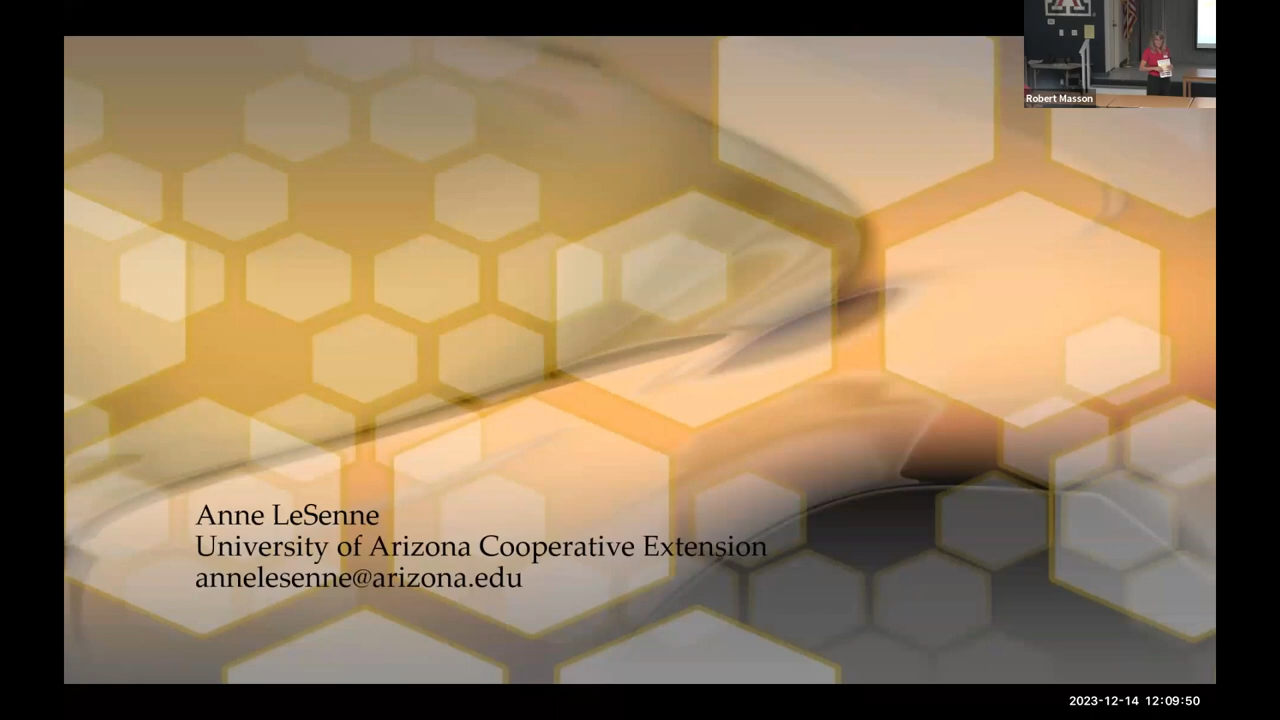 A
Robert Masson
Anne LeSenne
University of Arizona Cooperative Extension
annelesenne@arizona.edu
2023-12-14 12:09:50